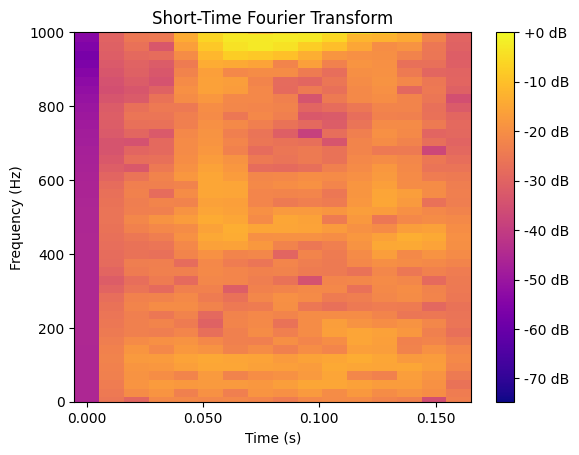 Short-Time Fourier Transform
1000
800
600
400
200
0
Frequency (Hz)
0.000
0.050
0.100
0.150
Time (s)
+0 dB
-10 dB
-20 dB
-30 dB
-40 dB
-50 dB
-60 dB
-70 dB